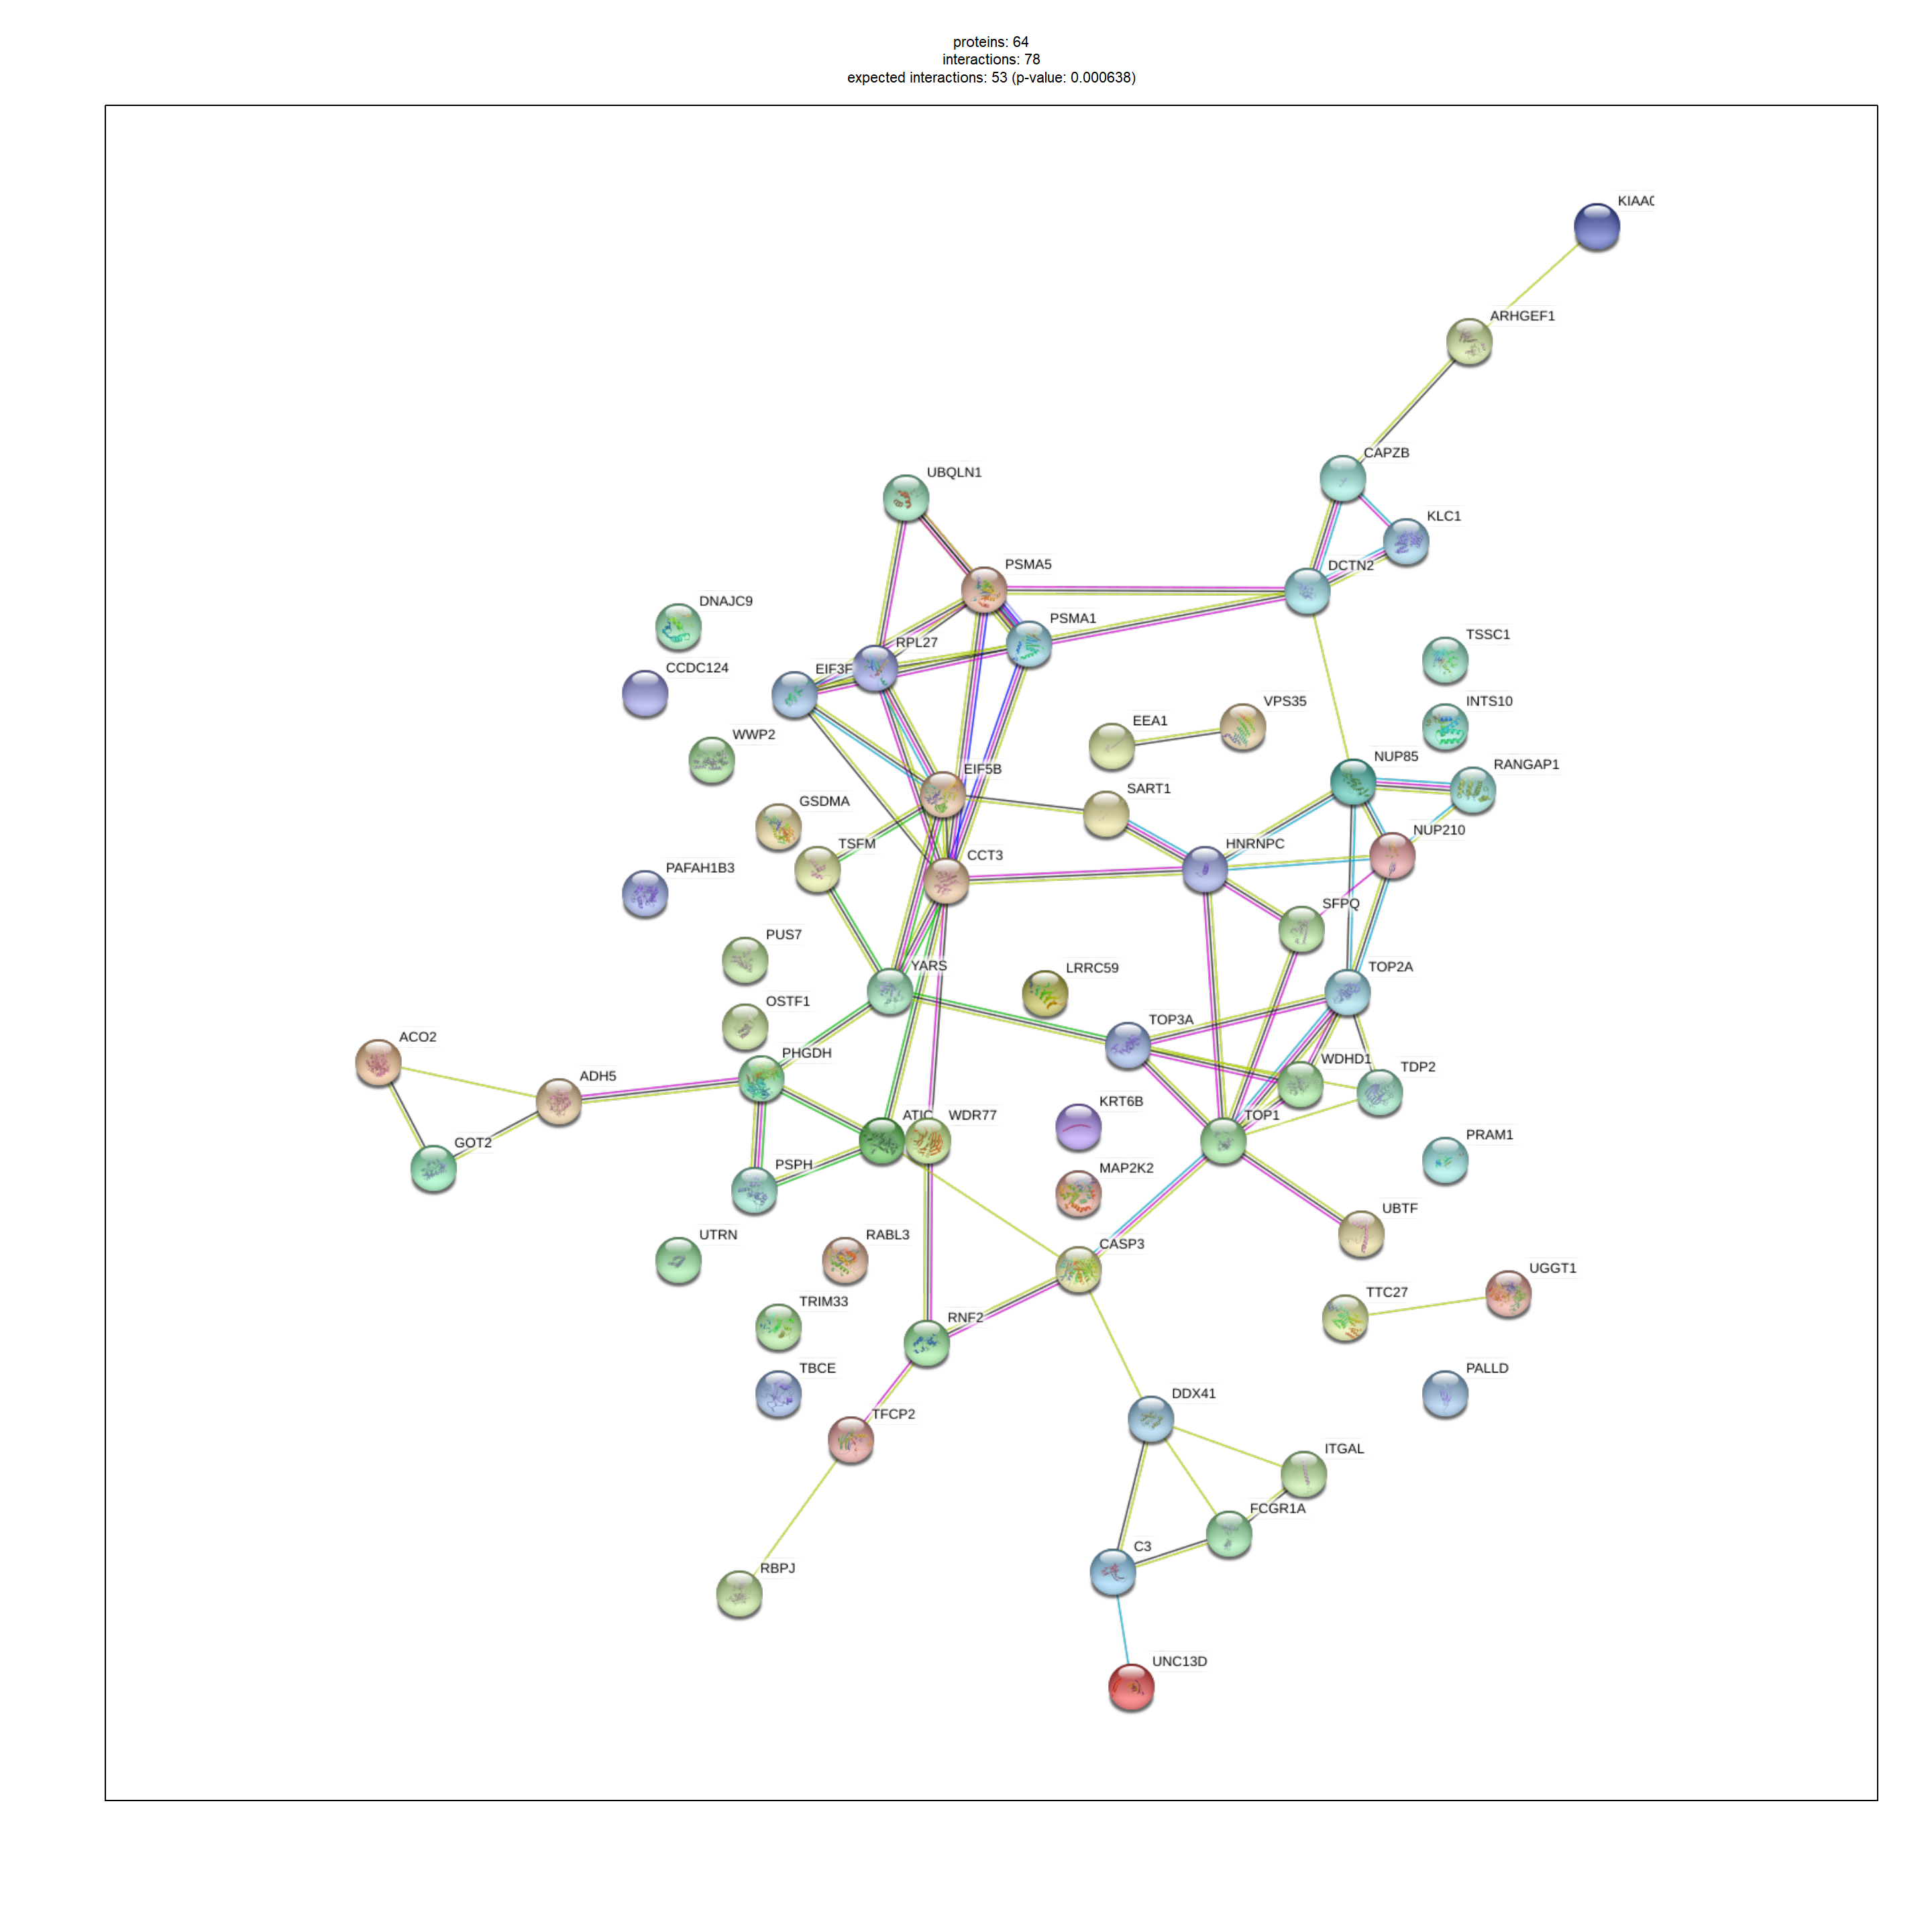 proteins: 64
interactions: 78
expected interactions: 53 (p-value: 0.000638)
KIAAC
ARHGEF1
CAPZB
UBQLN1
KLC1
PSMA5
DCTN2
DNAJC9
PSMA1
TSSC1
RPL27
CCDC124
EIF3F
VPS35
INTS10
EEA1
WWP2
NUP85
RANGAP1
EIF5B
SART1
GSDMA
NUP210
TSFM
HNRNPC
CCT3
PAFAH1B3
SFPQ
PUS7
YARS
LRRC59
TOP2A
OSTF1
TOP3A
ACO2
PHGDH
WDHD1
TDP2
ADH5
KRT6B
ATIC
WDR77
TOP1
PRAM1
GOT2
PSPH
MAP2K2
UBTF
UTRN
RABL3
CASP3
UGGT1
TTC27
TRIM33
RNF2
TBCE
PALLD
DDX41
TFCP2
ITGAL
FCGR1A
C3
RBPJ
UNC13D